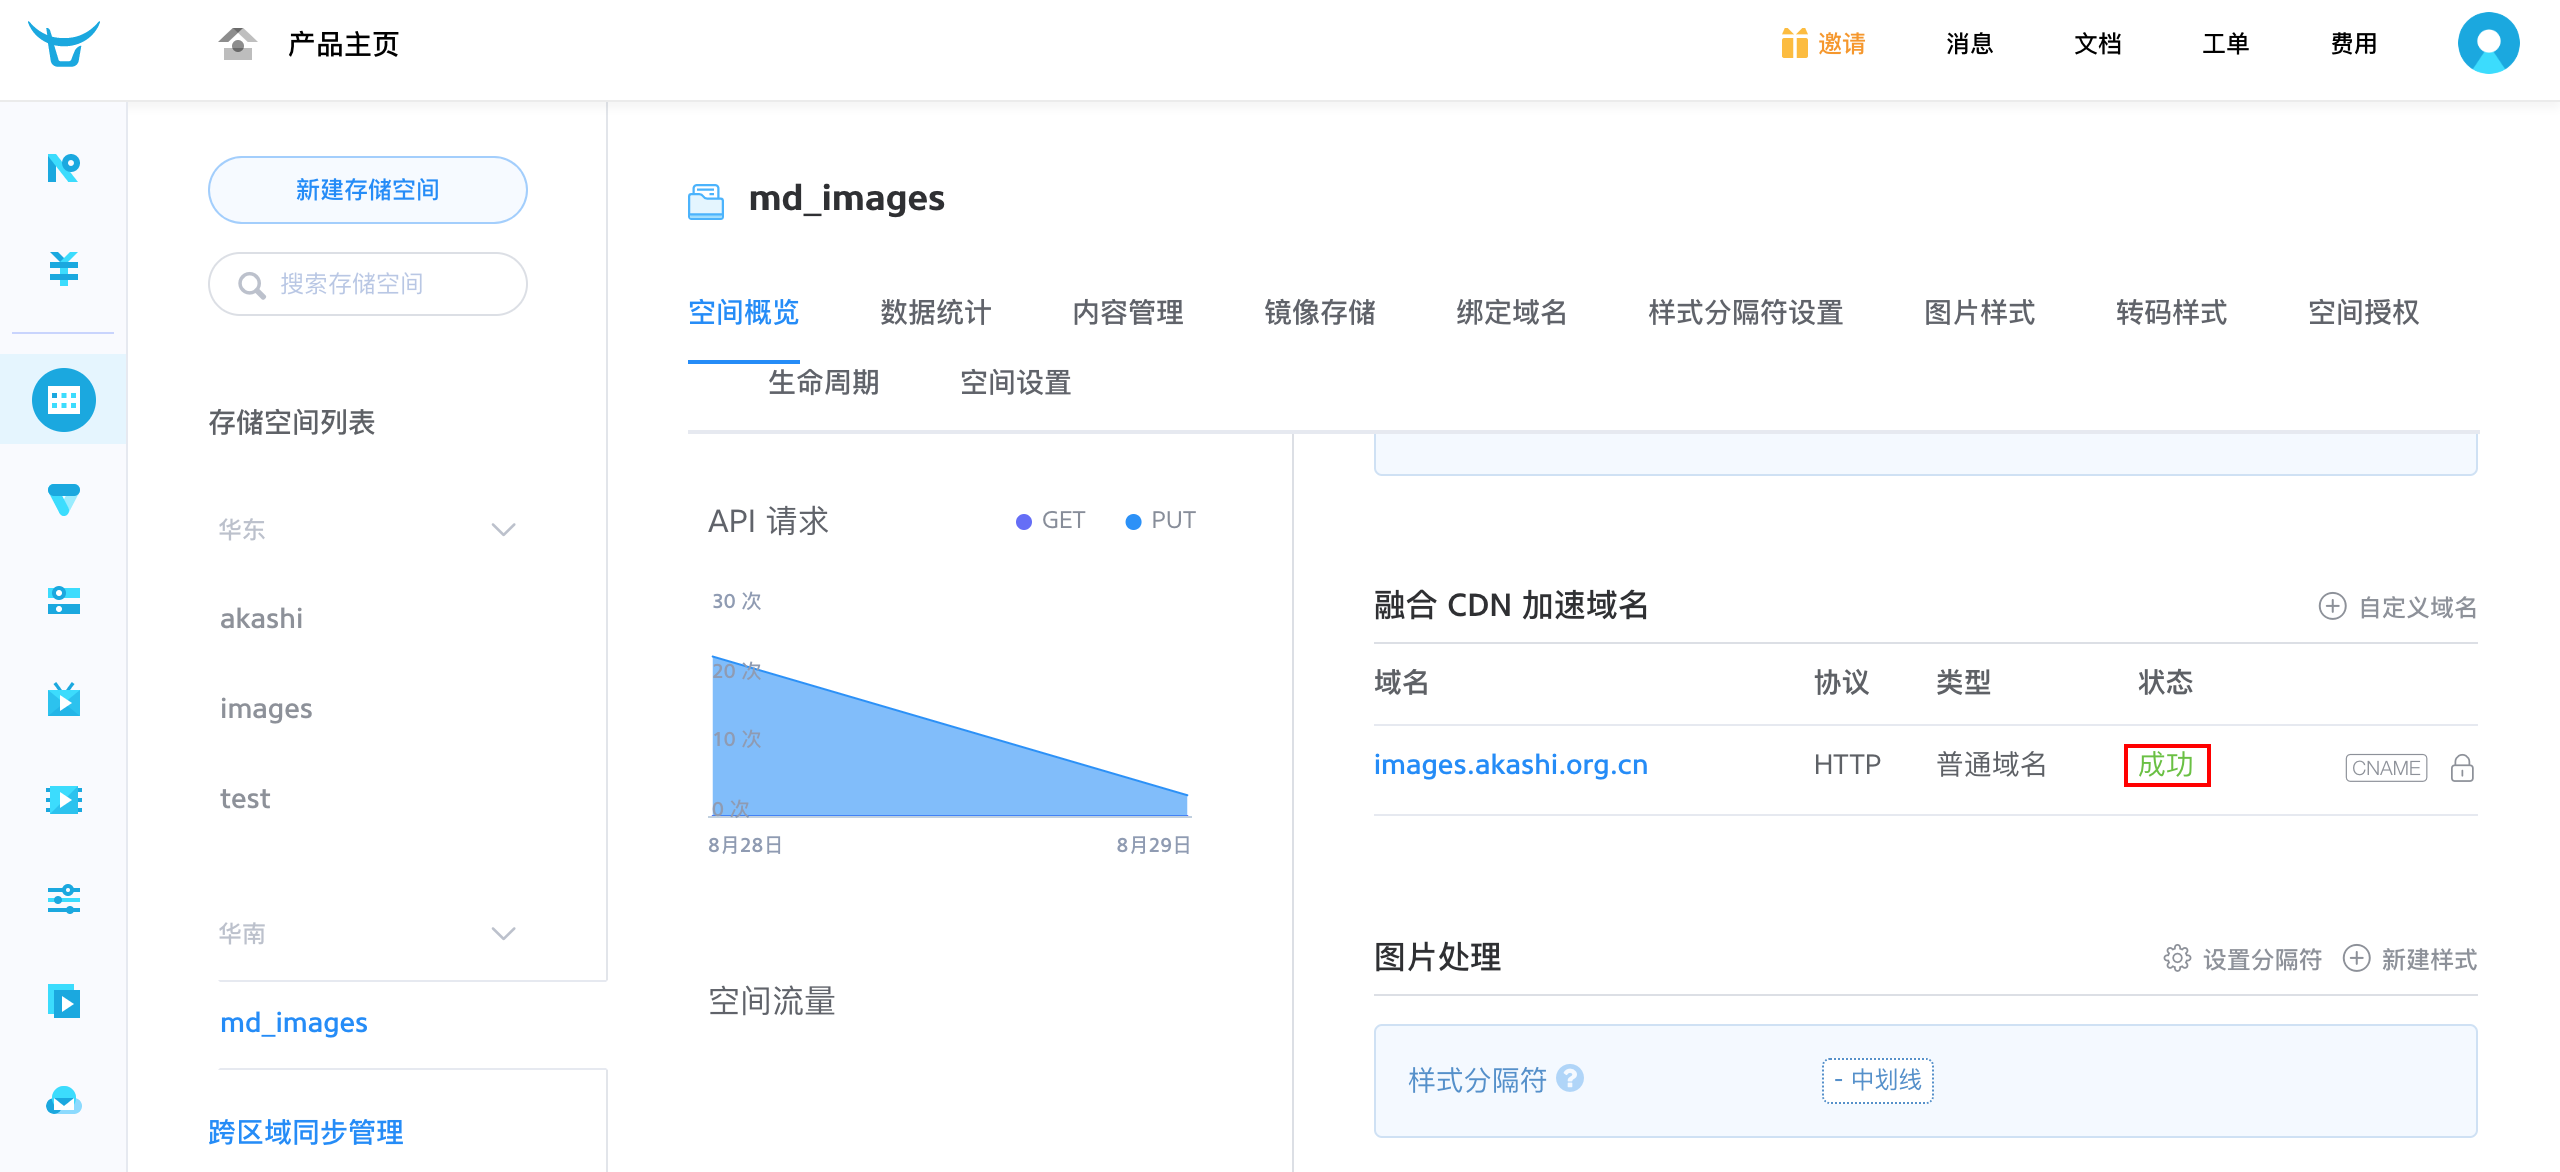 产品主页
邀请
消息
文档
工单
费用
新建存储空间
搜索存储空间
存储空间列表
华东
akashi
images
test
华南
md_images
跨区域同步管理
md_images
空间概览 数据统计 内容管理 镜像存储 绑定域名 样式分隔符设置 图片样式 转码样式 空间授权
生命周期 空间设置
API 请求
GET PUT
30 次
20 次
10 次
0 次
8月28日 8月29日
空间流量
融合 CDN 加速域名
自定义域名
域名 协议 类型 状态
images.akashi.org.cn HTTP 普通域名 成功 CNAME
图片处理
设置分隔符 新建样式
样式分隔符 ?
- 中划线